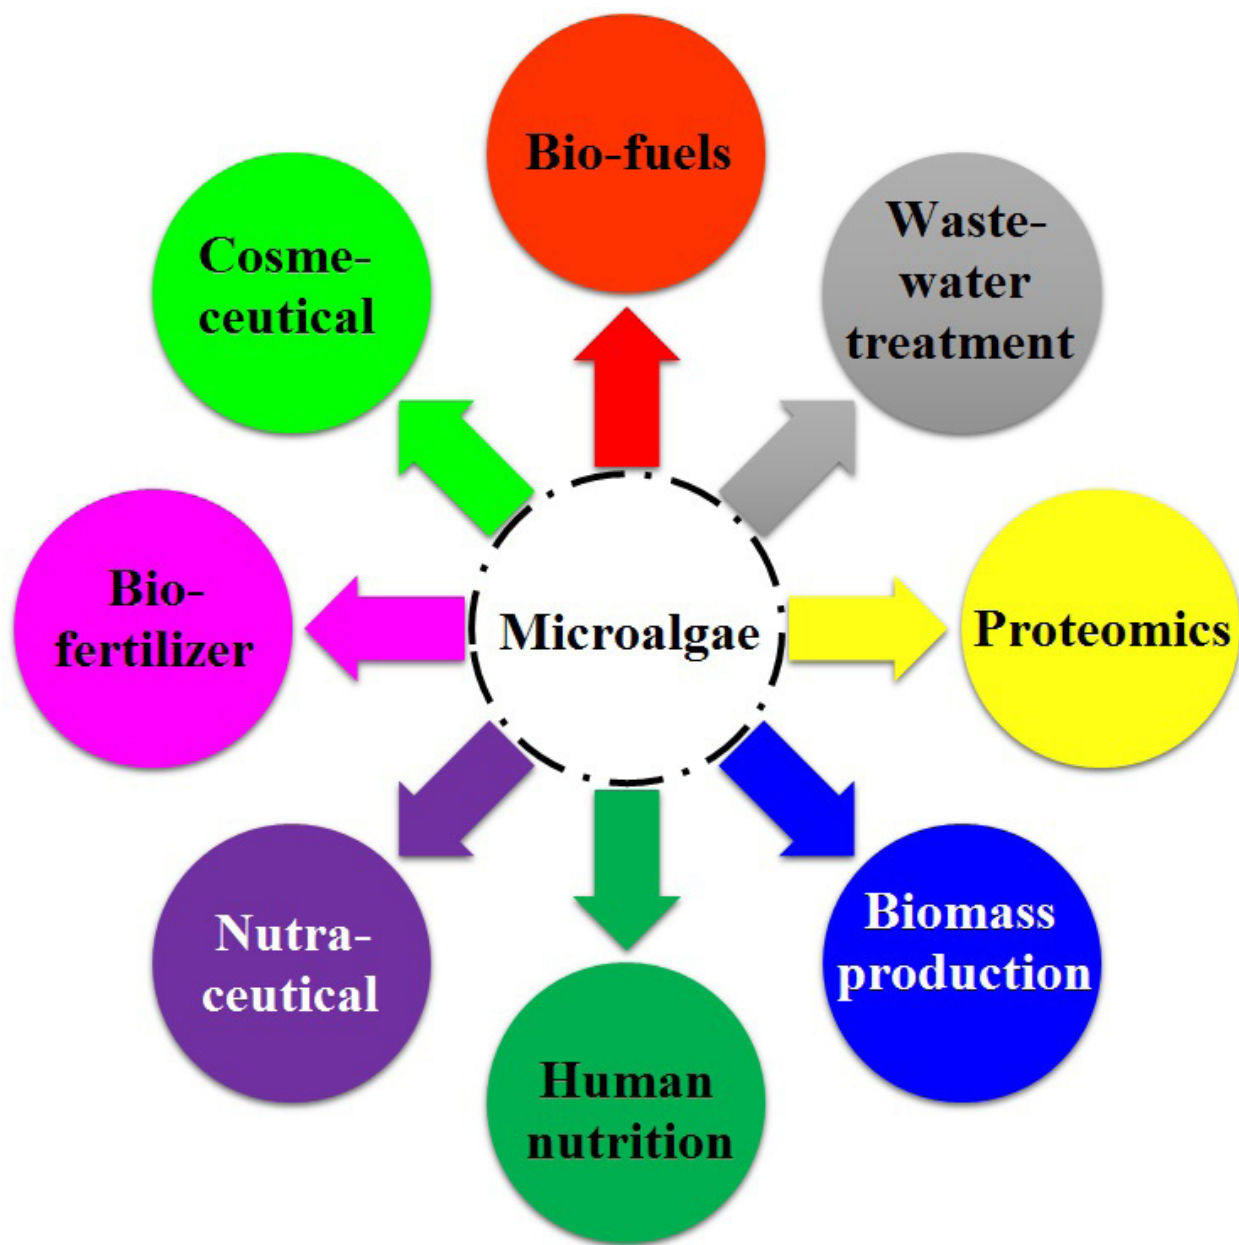 Bio-fuels
Waste-
water
treatment
Proteomics
Biomass
production
Human
nutrition
Nutra-
ceutical
Bio-
fertilizer
Cosme-
ceutical
Microalgae